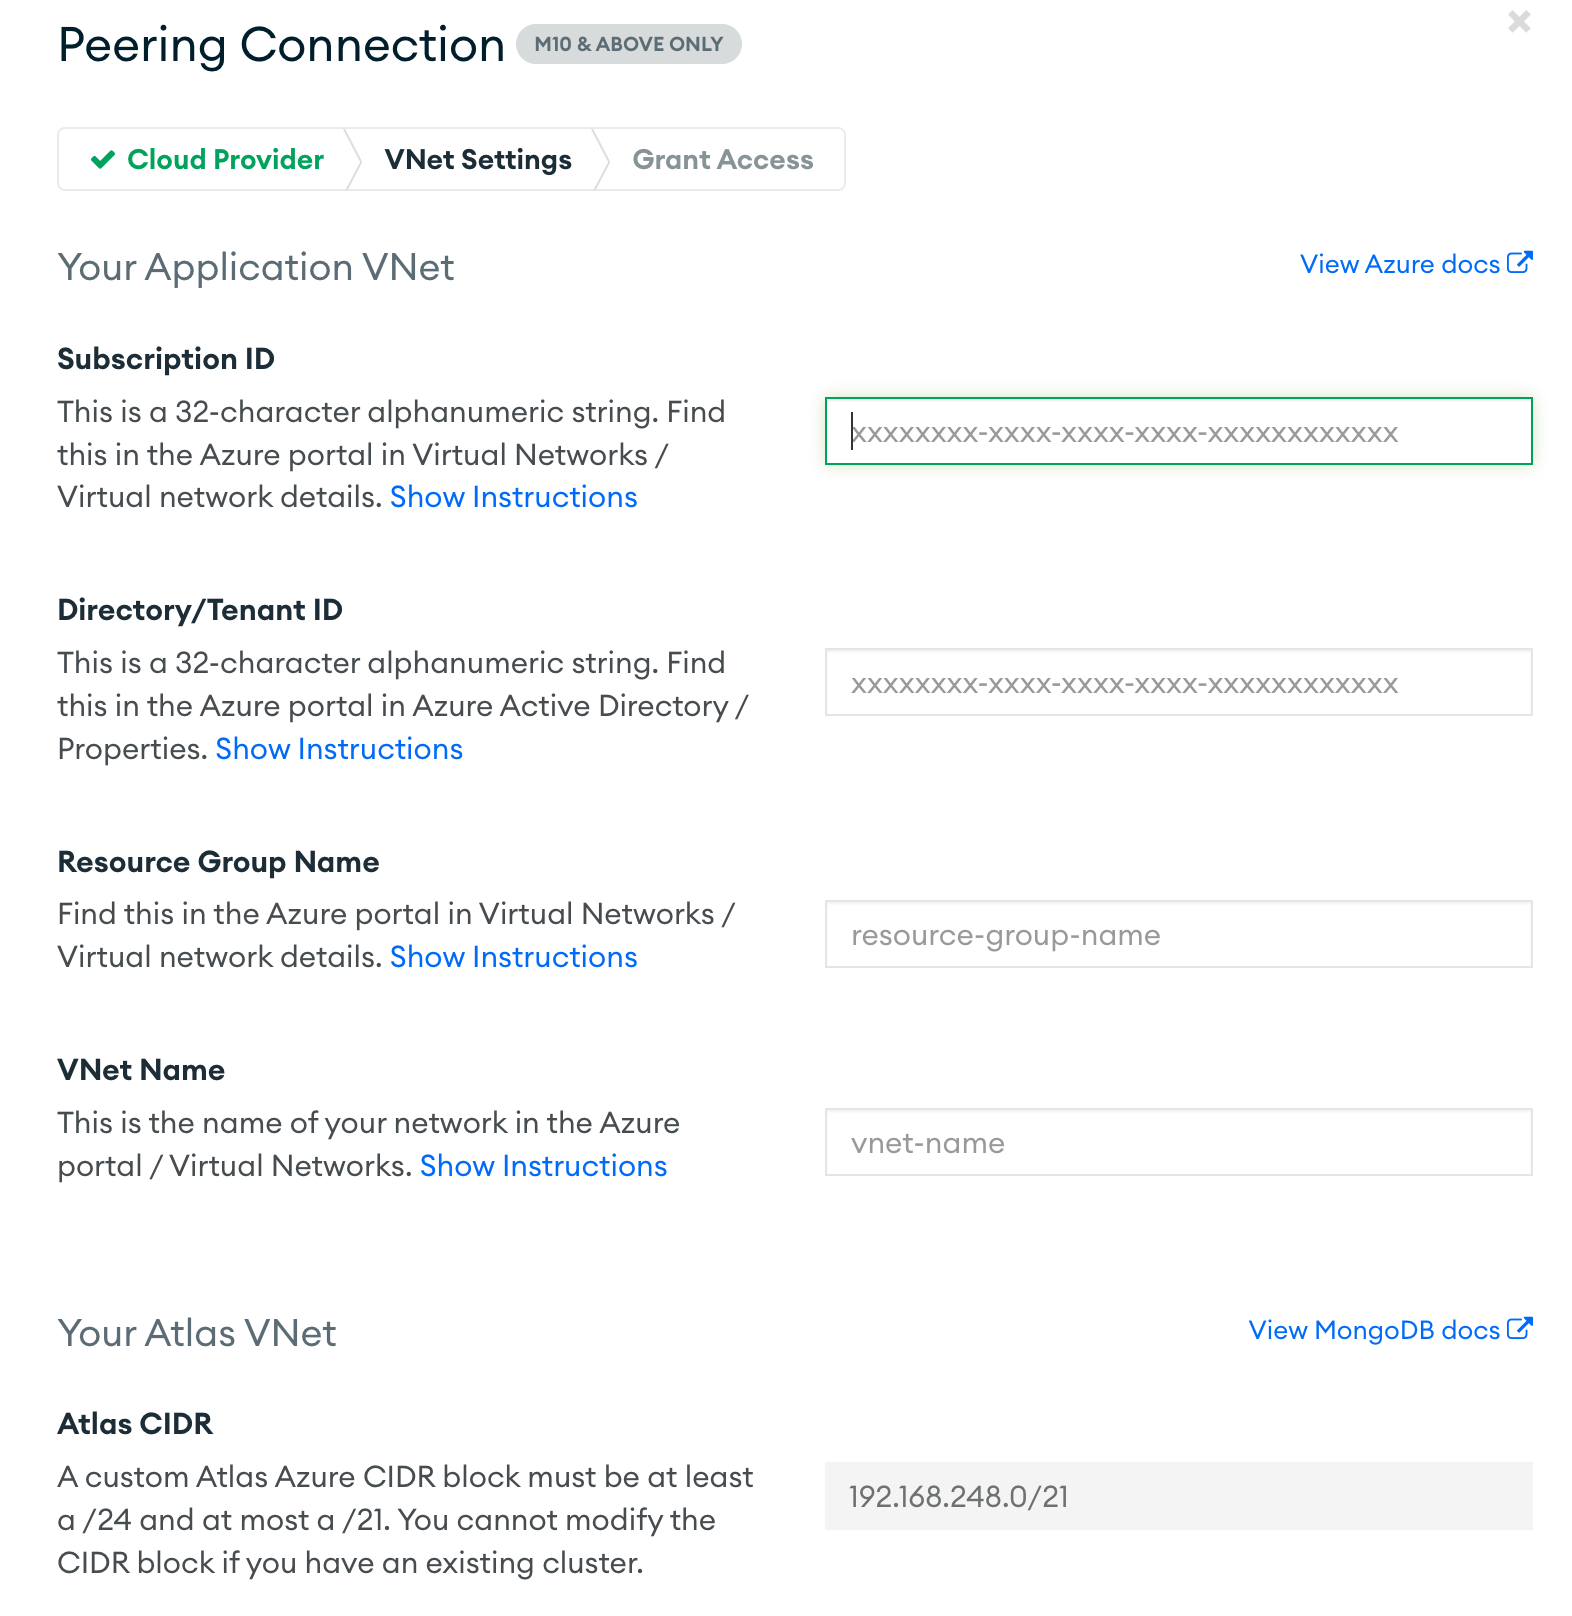 Peering Connection M10 & ABOVE ONLY
Cloud Provider VNet Settings Grant Access
Your Application VNet View Azure docs
Subscription ID
This is a 32-character alphanumeric string. Find
this in the Azure portal in Virtual Networks /
Virtual network details. Show Instructions
xxxxxxxx-xxxx-xxxx-xxxx-xxxxxxxxxxxx
Directory/Tenant ID
This is a 32-character alphanumeric string. Find
this in the Azure portal in Azure Active Directory /
Properties. Show Instructions
xxxxxxxx-xxxx-xxxx-xxxx-xxxxxxxxxxxx
Resource Group Name
Find this in the Azure portal in Virtual Networks /
Virtual network details. Show Instructions
resource-group-name
VNet Name
This is the name of your network in the Azure
portal / Virtual Networks. Show Instructions
vnet-name
Your Atlas VNet View MongoDB docs
Atlas CIDR
A custom Atlas Azure CIDR block must be at least
a /24 and at most a /21. You cannot modify the
CIDR block if you have an existing cluster.
192.168.248.0/21